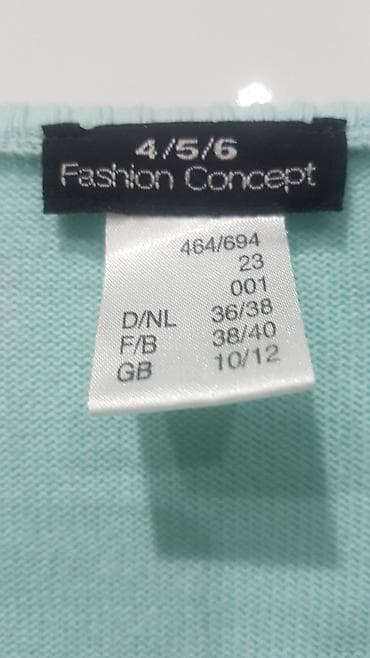 4/5/6
Fashion Concept
464/694
23
001
D/NL 36/38
F/B 38/40
GB 10/12